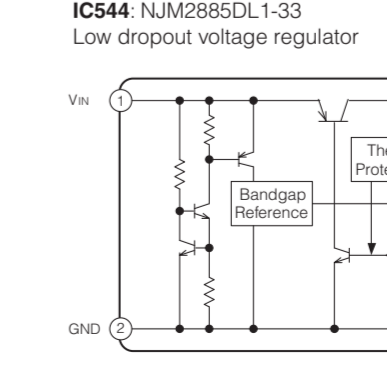 IC544: NJM2885DL1-33
Low dropout voltage regulator
VIN
1
Bandgap
Reference
GND
2